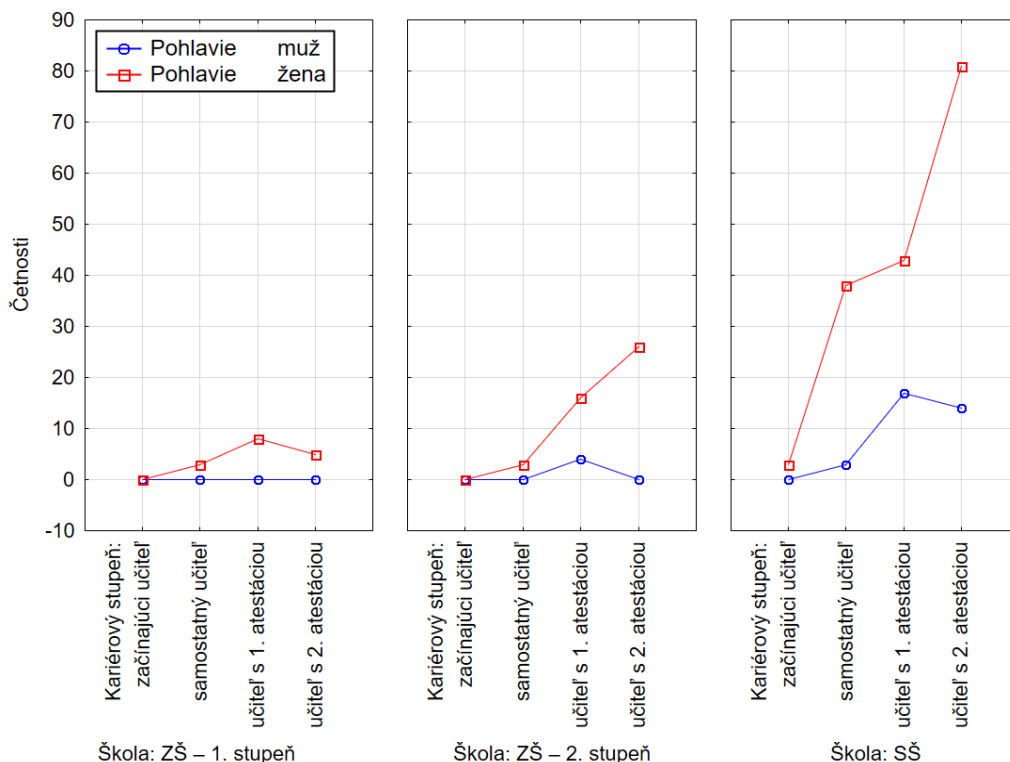 90
80
70
60
50
40
30
20
10
0
-10
Četnosti
Pohlavie muž
Pohlavie žena
Kariérový stupeň:
začínajúci učiteľ
samostatný učiteľ
učiteľ s 1. atestáciou
učiteľ s 2. atestáciou
Škola: ZŠ – 1. stupeň
Kariérový stupeň:
začínajúci učiteľ
samostatný učiteľ
učiteľ s 1. atestáciou
učiteľ s 2. atestáciou
Škola: ZŠ – 2. stupeň
Kariérový stupeň:
začínajúci učiteľ
samostatný učiteľ
učiteľ s 1. atestáciou
učiteľ s 2. atestáciou
Škola: SŠ